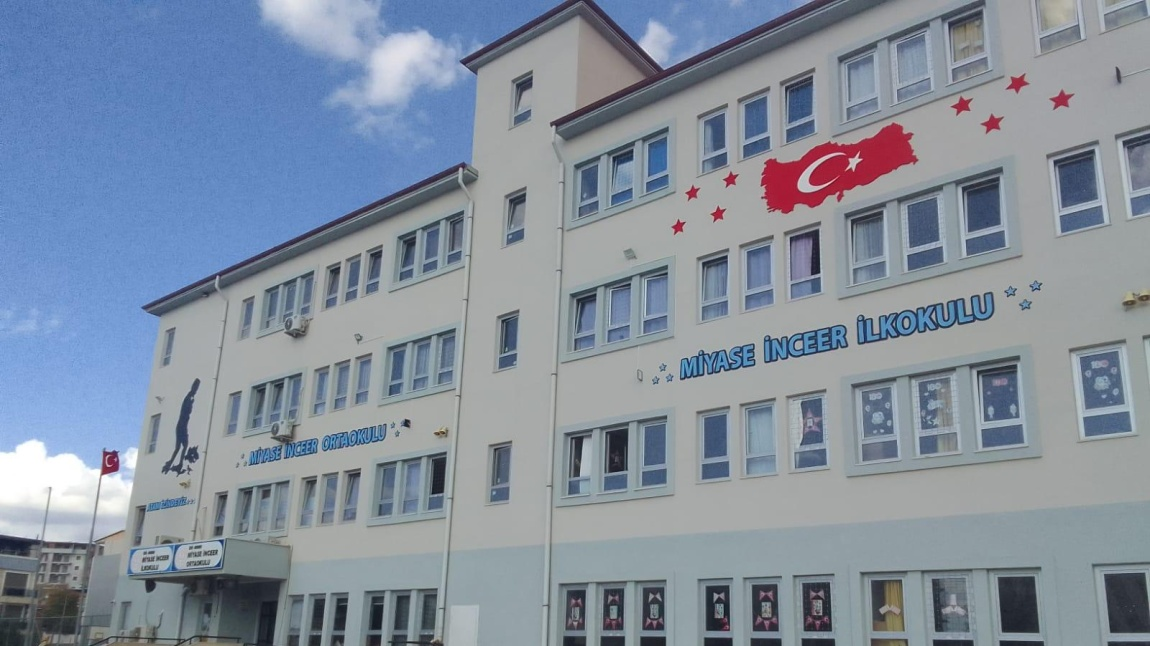 MİYASE İNCEER İLKOKULU
MİYASE İNCEER ORTAOKULU
MİYASE İNCEER
İLKOKULU
MİYASE İNCEER
ORTAOKULU